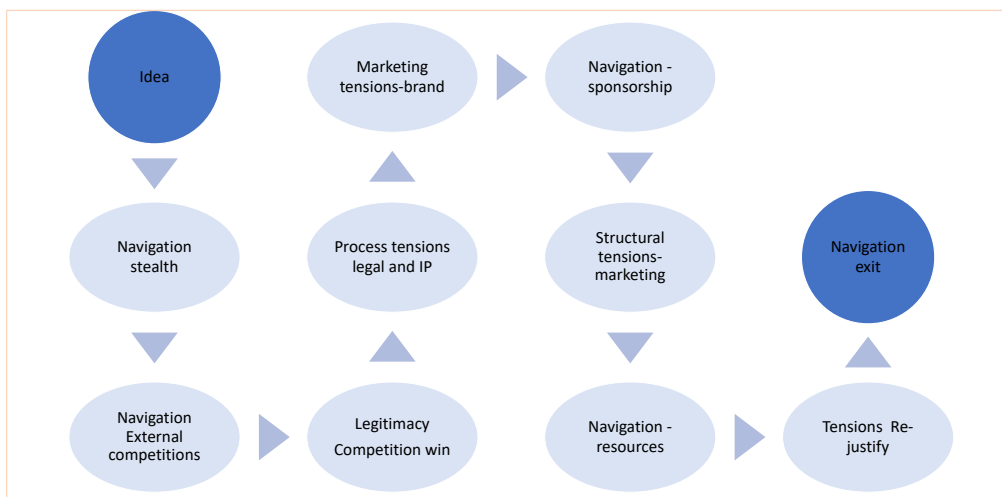 Idea
Navigation
stealth
Navigation
External
competitions
Legitimacy
Competition win
Process tensions
legal and IP
Marketing
tensions-brand
Navigation -
sponsorship
Structural
tensions-
marketing
Navigation -
resources
Tensions Re-
justify
Navigation
exit